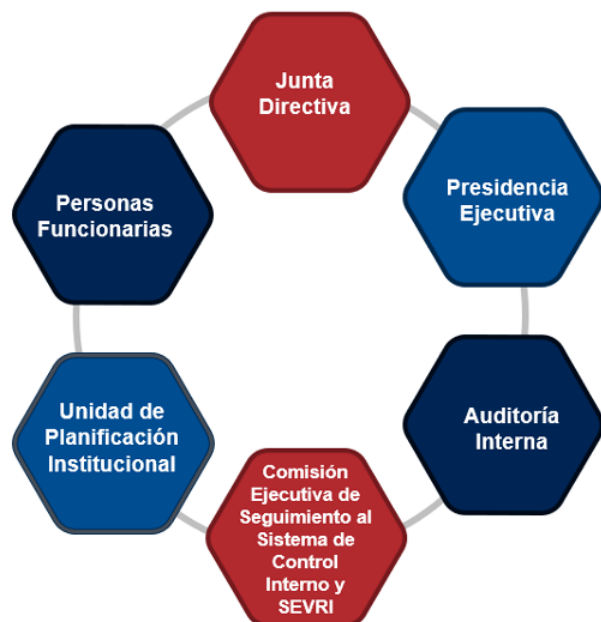 Junta
Directiva
Presidencia
Ejecutiva
Auditoría
Interna
Comisión
Ejecutiva de
Seguimiento al
Sistema de
Control
Interno y
SEVRI
Unidad de
Planificación
Institucional
Personas
Funcionarias